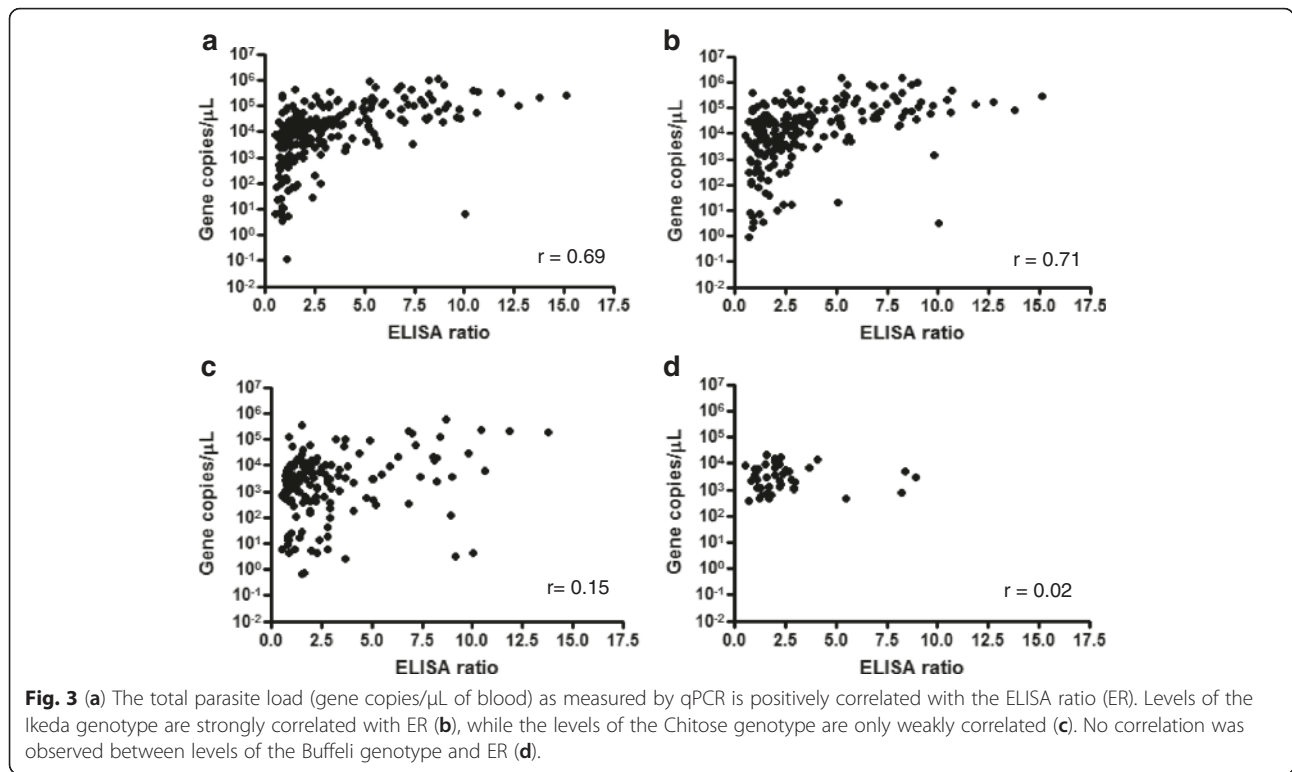 a
10⁷
10⁶
10⁵
10⁴
10³
10²
10¹
10⁰
10⁻¹
10⁻²
Gene copies/µL
0.0 2.5 5.0 7.5 10.0 12.5 15.0 17.5
ELISA ratio
r = 0.69
b
10⁷
10⁶
10⁵
10⁴
10³
10²
10¹
10⁰
10⁻¹
10⁻²
Gene copies/µL
0.0 2.5 5.0 7.5 10.0 12.5 15.0 17.5
ELISA ratio
r = 0.71
c
10⁷
10⁶
10⁵
10⁴
10³
10²
10¹
10⁰
10⁻¹
10⁻²
Gene copies/µL
0.0 2.5 5.0 7.5 10.0 12.5 15.0 17.5
ELISA ratio
r= 0.15
d
10⁷
10⁶
10⁵
10⁴
10³
10²
10¹
10⁰
10⁻¹
10⁻²
Gene copies/µL
0.0 2.5 5.0 7.5 10.0 12.5 15.0 17.5
ELISA ratio
r = 0.02
Fig. 3 (a) The total parasite load (gene copies/µL of blood) as measured by qPCR is positively correlated with the ELISA ratio (ER). Levels of the
Ikeda genotype are strongly correlated with ER (b), while the levels of the Chitose genotype are only weakly correlated (c). No correlation was
observed between levels of the Buffeli genotype and ER (d).